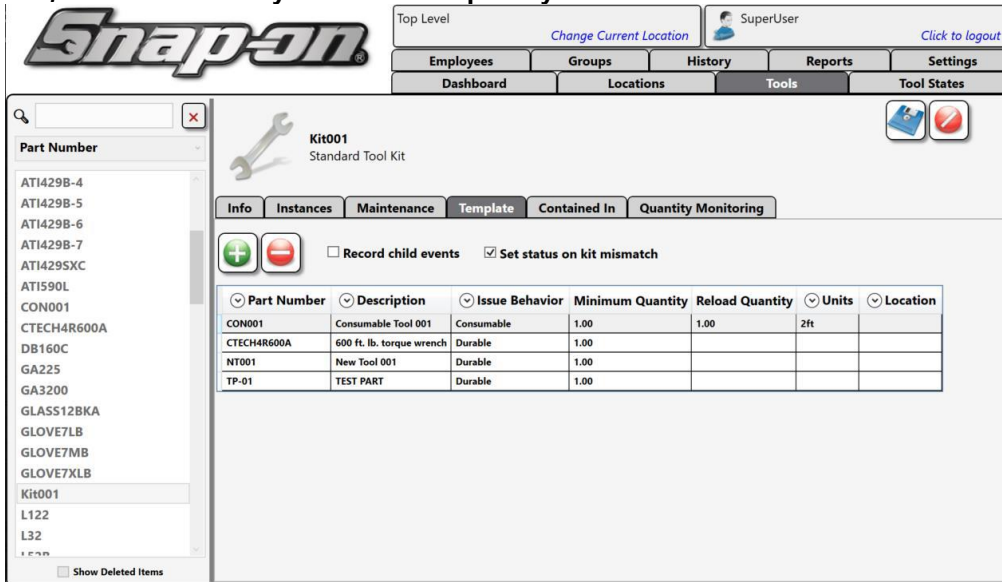 Snap-on
Top Level
Change Current Location
SuperUser
Click to logout
Employees Groups History Reports Settings
Dashboard Locations Tools Tool States
Part Number
ATI429B-4
ATI429B-5
ATI429B-6
ATI429B-7
ATI429SXC
ATI590L
CON001
CTECH4R600A
DB160C
GA225
GA3200
GLASS12BKA
GLOVE7LB
GLOVE7MB
GLOVE7XLB
Kit001
L122
L32
Show Deleted Items
Kit001
Standard Tool Kit
Info Instances Maintenance Template Contained In Quantity Monitoring
Record child events Set status on kit mismatch
Part Number Description Issue Behavior Minimum Quantity Reload Quantity Units Location
CON001 Consumable Tool 001 Consumable 1.00 1.00 2ft
CTECH4R600A 600 ft. lb. torque wrench Durable 1.00
NT001 New Tool 001 Durable 1.00
TP-01 TEST PART Durable 1.00